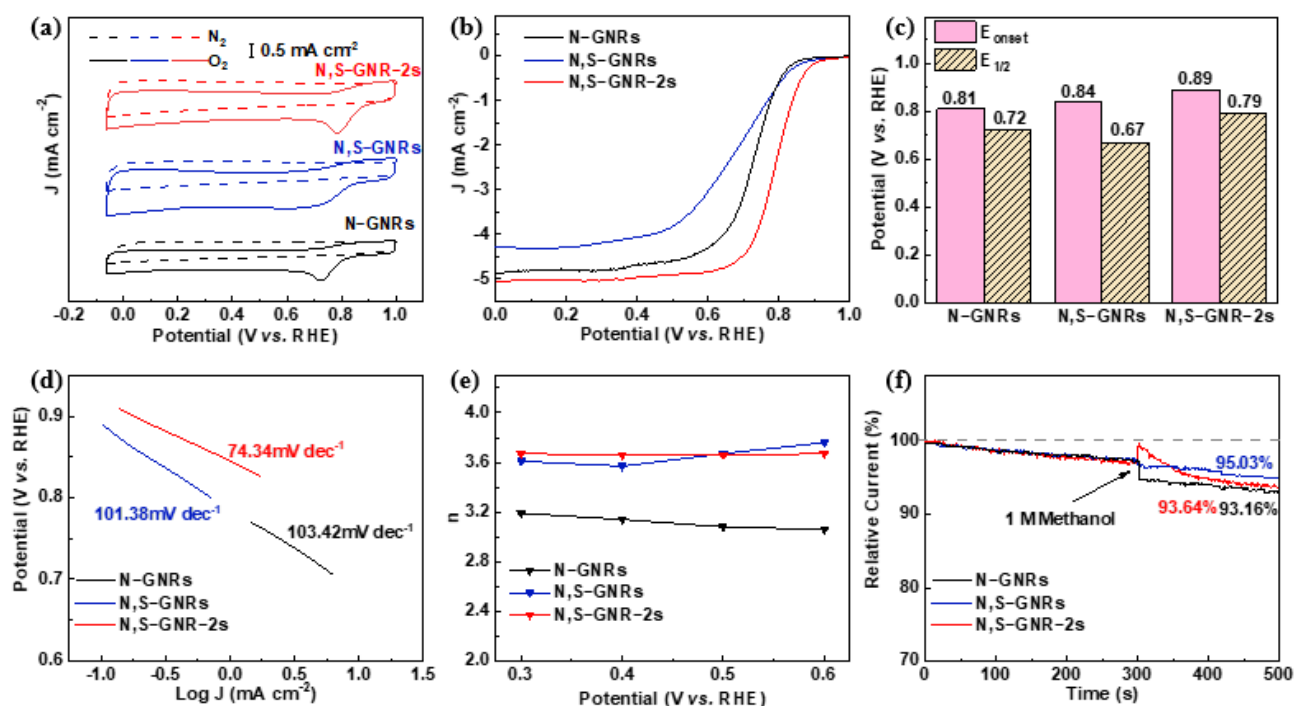 (a)
N₂
O₂
I 0.5 mA cm⁻²
N,S-GNR-2s
N,S-GNRs
N-GNRs
J (mA cm⁻²)
-0.2 0.0 0.2 0.4 0.6 0.8 1.0
Potential (V vs. RHE)
(b)
N-GNRs
N,S-GNRs
N,S-GNR-2s
J (mA cm⁻²)
0
-1
-2
-3
-4
-5
0.0 0.2 0.4 0.6 0.8 1.0
Potential (V vs. RHE)
(c)
E onset
E 1/2
Potential (V vs. RHE)
1.0
0.8
0.6
0.4
0.2
0.0
0.81
0.72
0.84
0.67
0.89
0.79
N-GNRs N,S-GNRs N,S-GNR-2s
(d)
Potential (V vs. RHE)
0.9
0.8
0.7
0.6
74.34mV dec⁻¹
101.38mV dec⁻¹
103.42mV dec⁻¹
N-GNRs
N,S-GNRs
N,S-GNR-2s
-1.0 -0.5 0.0 0.5 1.0 1.5
Log J (mA cm⁻²)
(e)
n
4.0
3.6
3.2
2.8
2.4
2.0
N-GNRs
N,S-GNRs
N,S-GNR-2s
0.3 0.4 0.5 0.6
Potential (V vs. RHE)
(f)
Relative Current (%)
100
90
80
70
95.03%
1 M Methanol
93.64% 93.16%
N-GNRs
N,S-GNRs
N,S-GNR-2s
0 100 200 300 400 500
Time (s)